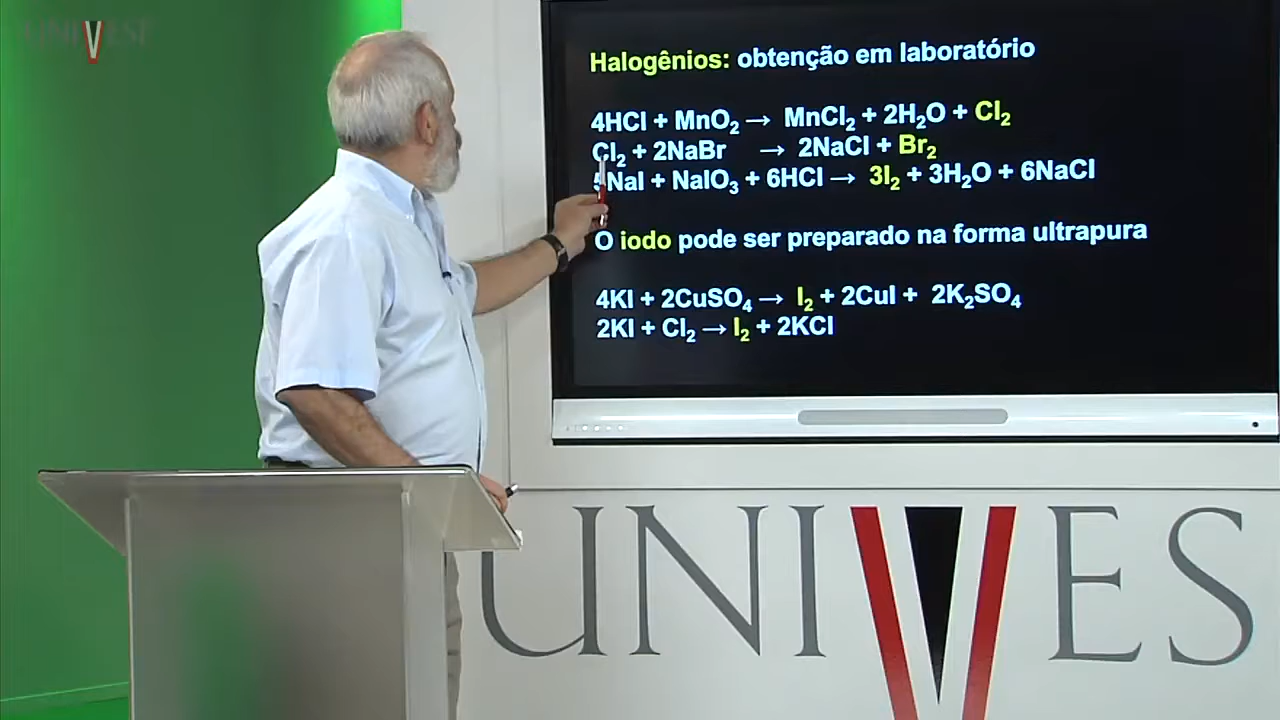 UNIVESP
Halogênios: obtenção em laboratório
4HCl + MnO₂ → MnCl₂ + 2H₂O + Cl₂
Cl₂ + 2NaBr → 2NaCl + Br₂
5NaI + NaIO₃ + 6HCl → 3I₂ + 3H₂O + 6NaCl
O iodo pode ser preparado na forma ultrapura
4KI + 2CuSO₄ → I₂ + 2CuI + 2K₂SO₄
2KI + Cl₂ → I₂ + 2KCl
UNIVES